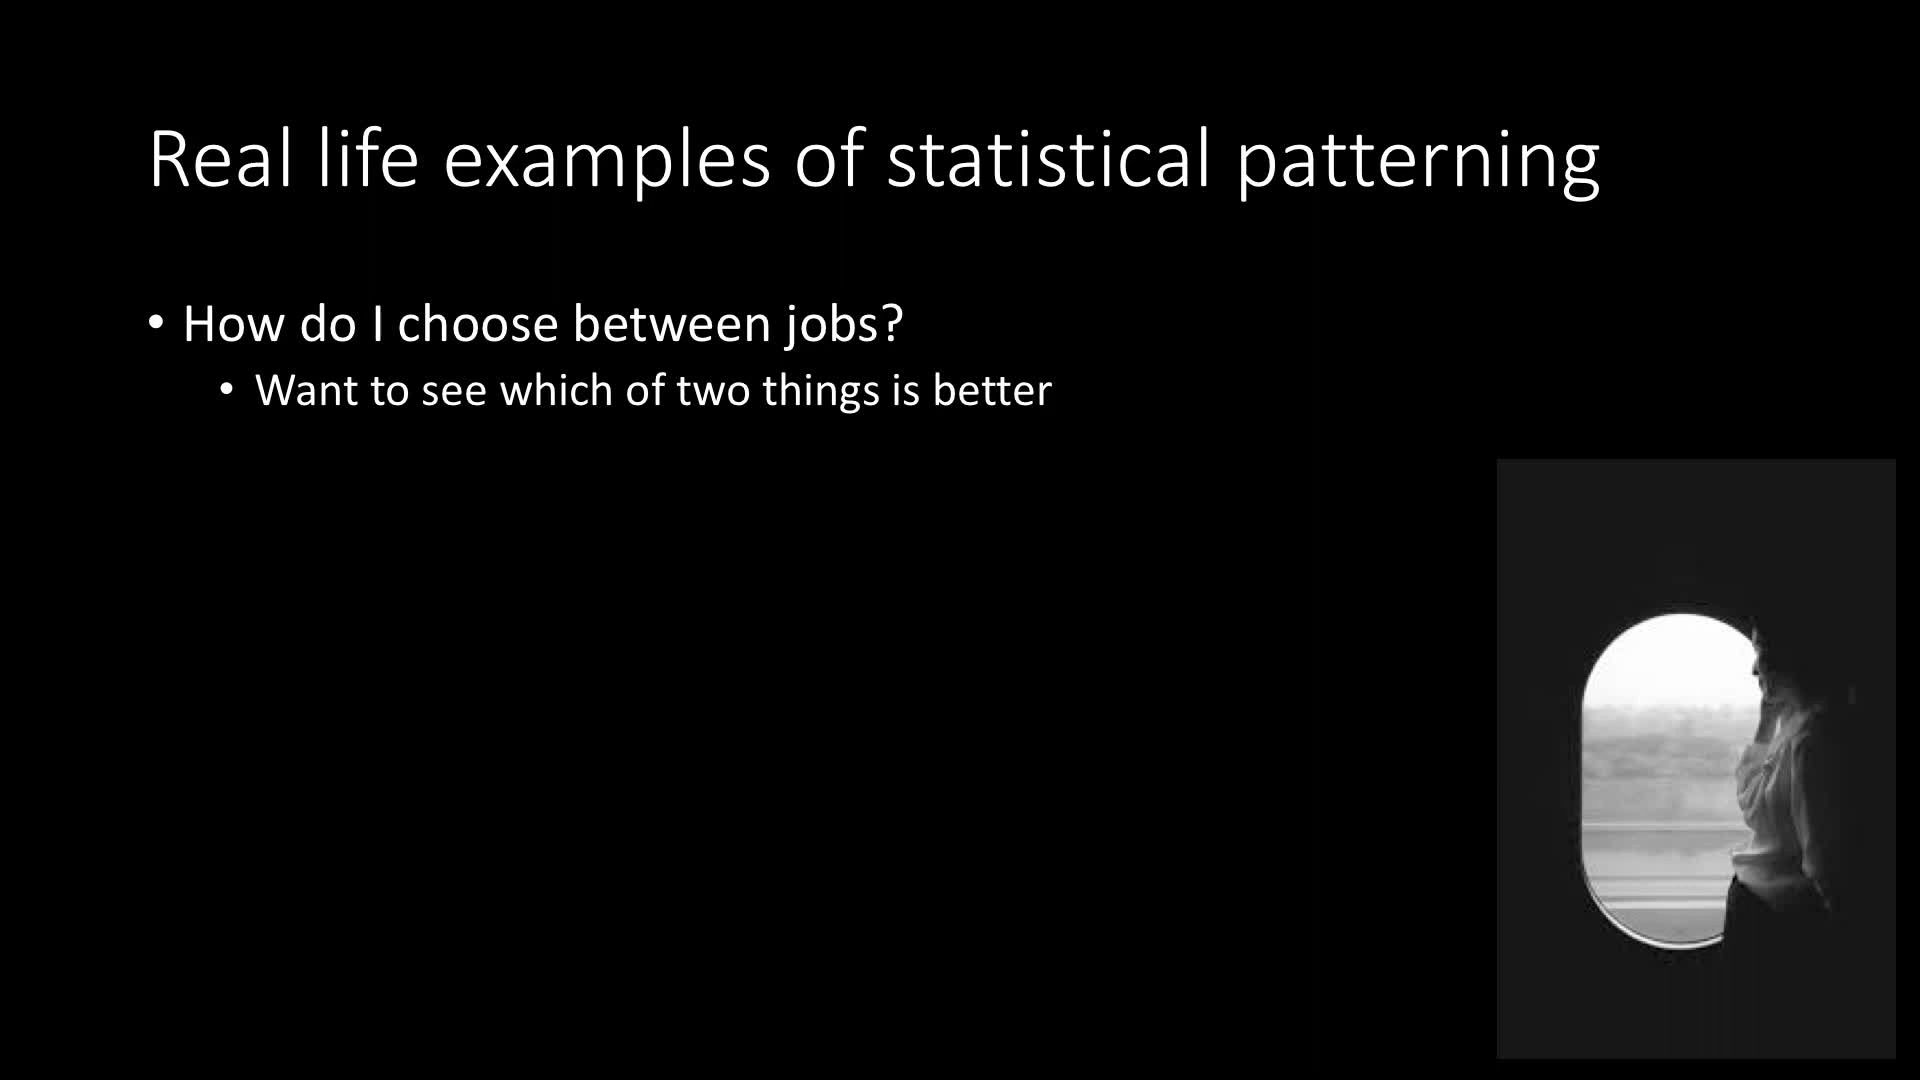 Real life examples of statistical patterning
• How do I choose between jobs?
• Want to see which of two things is better